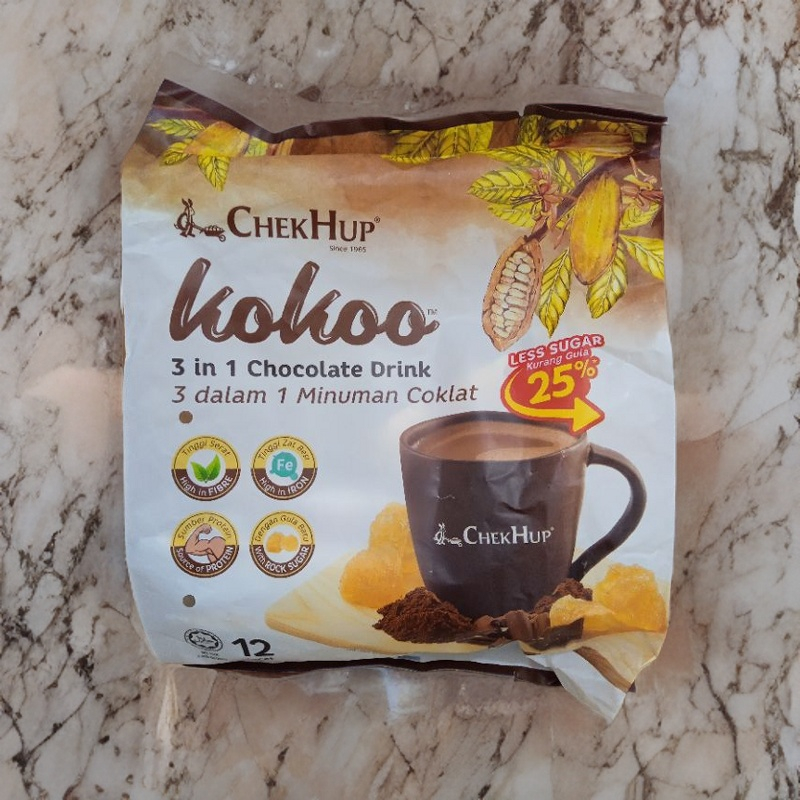 CHEKHUP®
Since 1965
kokoo™
3 in 1 Chocolate Drink
3 dalam 1 Minuman Coklat
LESS SUGAR
Kurang Gula
25%
Tinggi Serat
High in FIBRE
Tinggi Zat Besi
Fe
High in IRON
Sumber Protein
Source of PROTEIN
Dengan Gula Batu
With ROCK SUGAR
CHEKHUP®
12